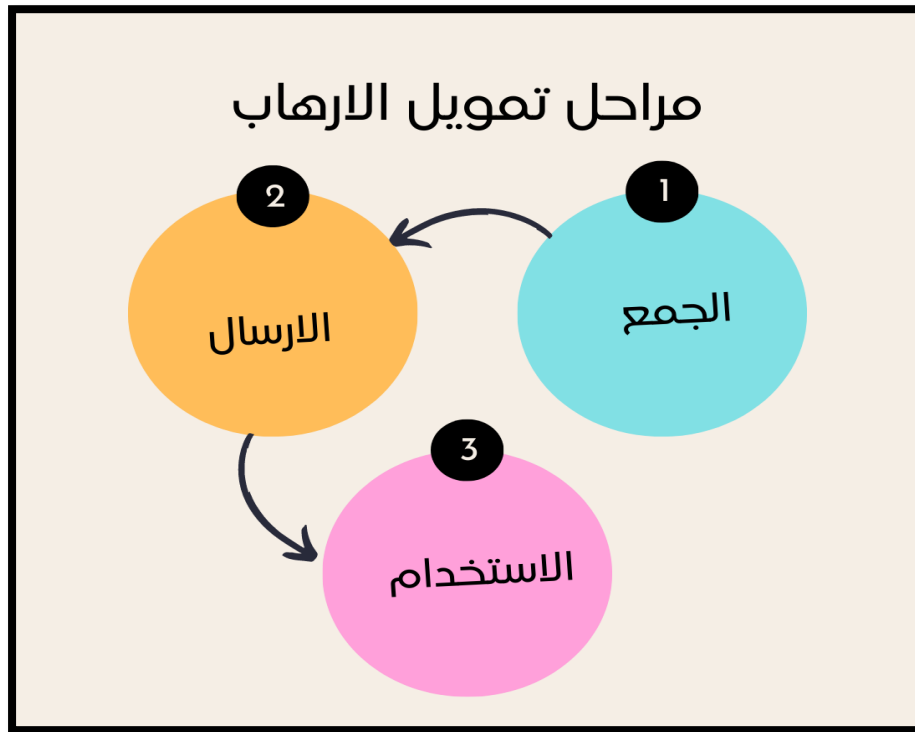 مراحل تمويل الارهاب
1
الجمع
2
الارسال
3
الاستخدام